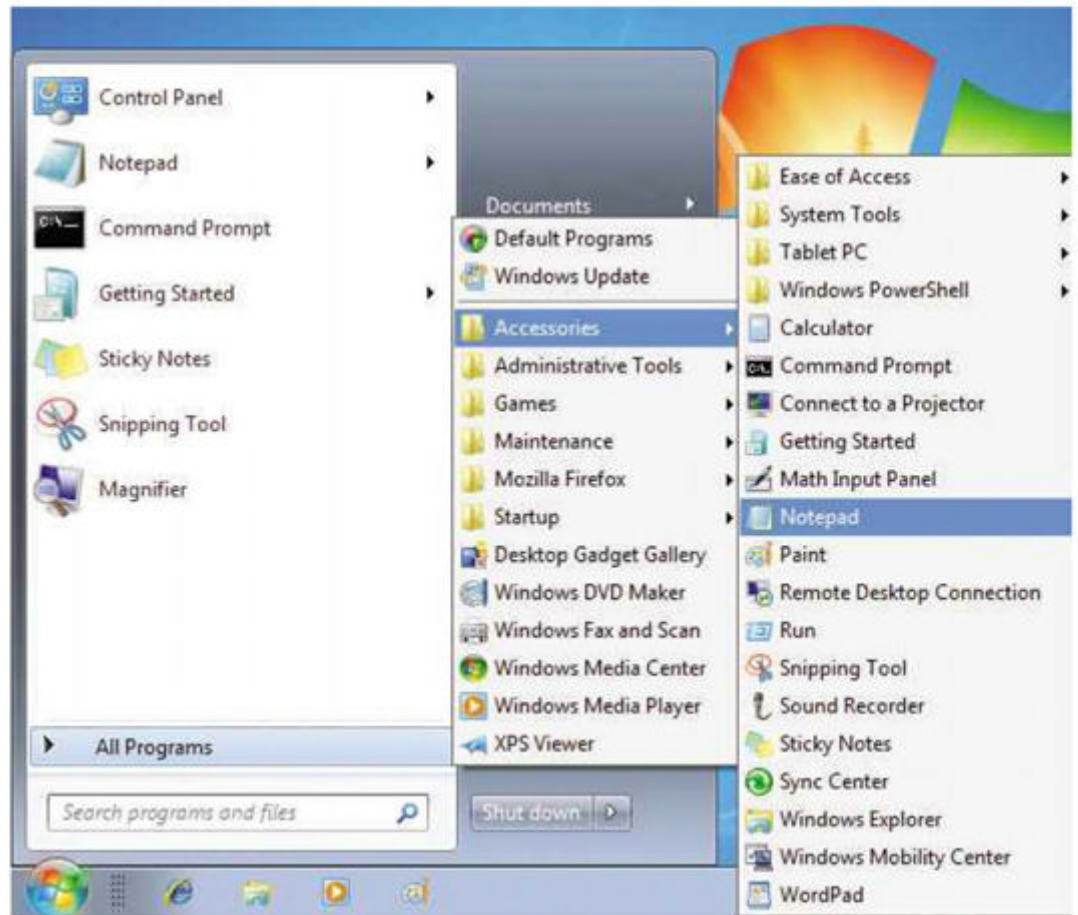 Control Panel
Notepad
Command Prompt
Getting Started
Sticky Notes
Snipping Tool
Magnifier
All Programs
Search programs and files
Documents
Default Programs
Windows Update
Accessories
Administrative Tools
Games
Maintenance
Mozilla Firefox
Startup
Desktop Gadget Gallery
Windows DVD Maker
Windows Fax and Scan
Windows Media Center
Windows Media Player
XPS Viewer
Shut down
Ease of Access
System Tools
Tablet PC
Windows PowerShell
Calculator
Command Prompt
Connect to a Projector
Getting Started
Math Input Panel
Notepad
Paint
Remote Desktop Connection
Run
Snipping Tool
Sound Recorder
Sticky Notes
Sync Center
Windows Explorer
Windows Mobility Center
WordPad